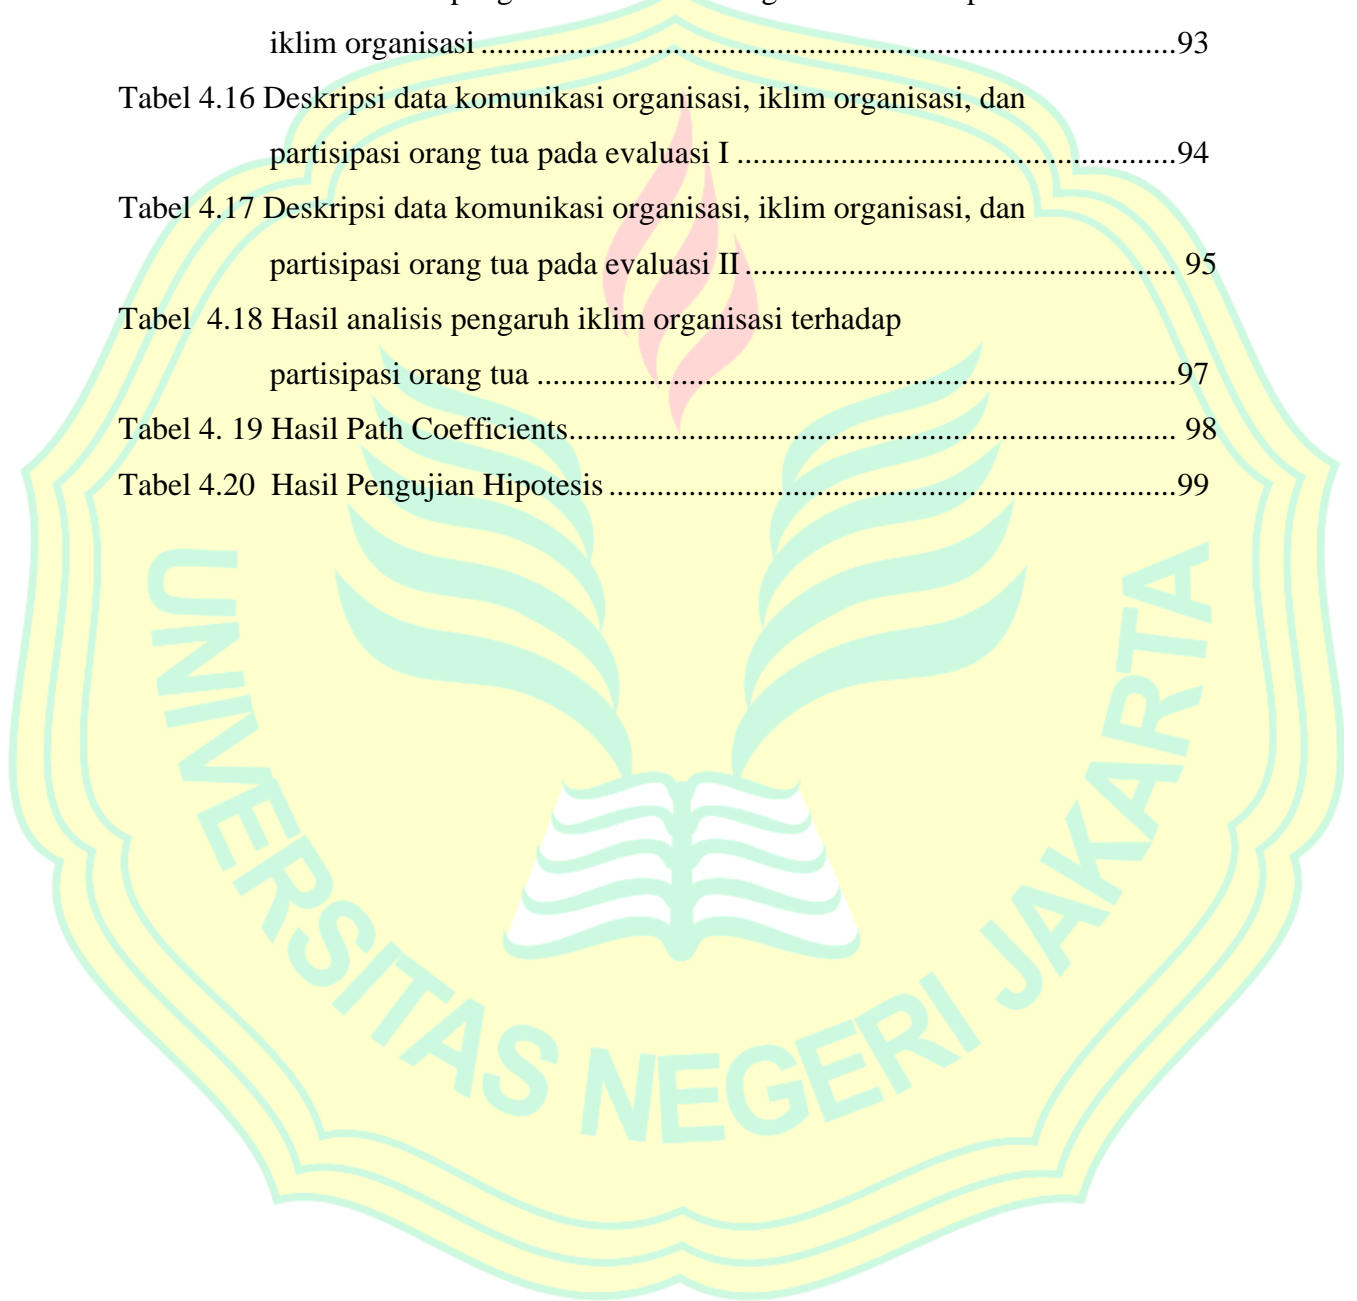 iklim organisasi ........................................................................................93
Tabel 4.16 Deskripsi data komunikasi organisasi, iklim organisasi, dan
partisipasi orang tua pada evaluasi I ........................................................94
Tabel 4.17 Deskripsi data komunikasi organisasi, iklim organisasi, dan
partisipasi orang tua pada evaluasi II ...................................................... 95
Tabel  4.18 Hasil analisis pengaruh iklim organisasi terhadap
partisipasi orang tua .................................................................................97
Tabel 4. 19 Hasil Path Coefficients............................................................................ 98
Tabel 4.20  Hasil Pengujian Hipotesis .......................................................................99
UNIVERSITAS NEGERI JAKARTA